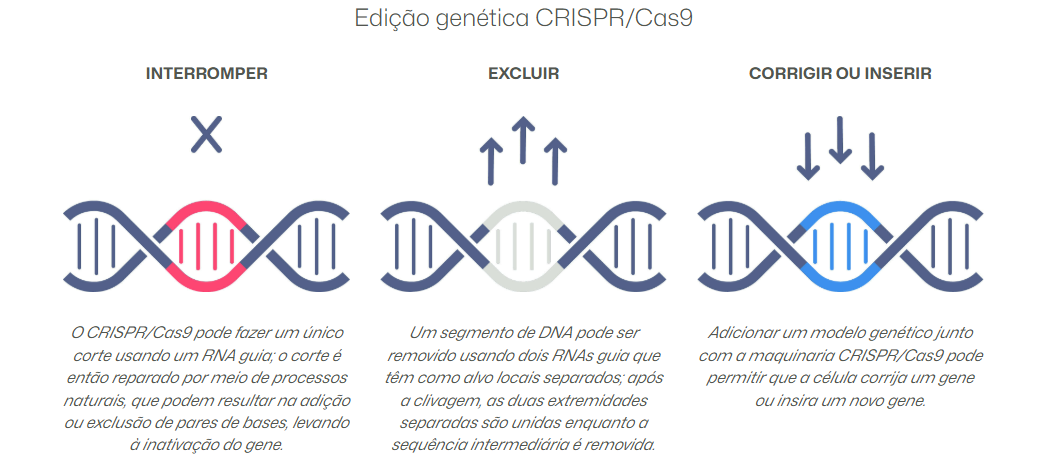 Edição genética CRISPR/Cas9
INTERROMPER
O CRISPR/Cas9 pode fazer um único
corte usando um RNA guia; o corte é
então reparado por meio de processos
naturais, que podem resultar na adição
ou exclusão de pares de bases, levando
à inativação do gene.
EXCLUIR
Um segmento de DNA pode ser
removido usando dois RNAs guia que
têm como alvo locais separados; após
a clivagem, as duas extremidades
separadas são unidas enquanto a
sequência intermediária é removida.
CORRIGIR OU INSERIR
Adicionar um modelo genético junto
com a maquinaria CRISPR/Cas9 pode
permitir que a célula corrija um gene
ou insira um novo gene.